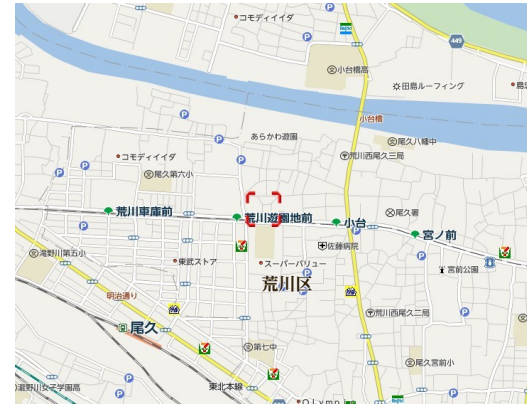 コモディイイダ
449
小台橋高
田島ルーフィング
小台橋
あらかわ遊園
尾久八幡中
荒川西尾久三局
コモディイイダ
尾久第六小
荒川車庫前
荒川遊園地前
小台
尾久署
宮ノ前
滝野川第五小
東武ストア
スーパーバリュー
佐藤病院
宮前公園
荒川区
明治通り
尾久
荒川西尾久二局
第七中
尾久宮前小
滝野川女子学園高
東北本線
Olymp